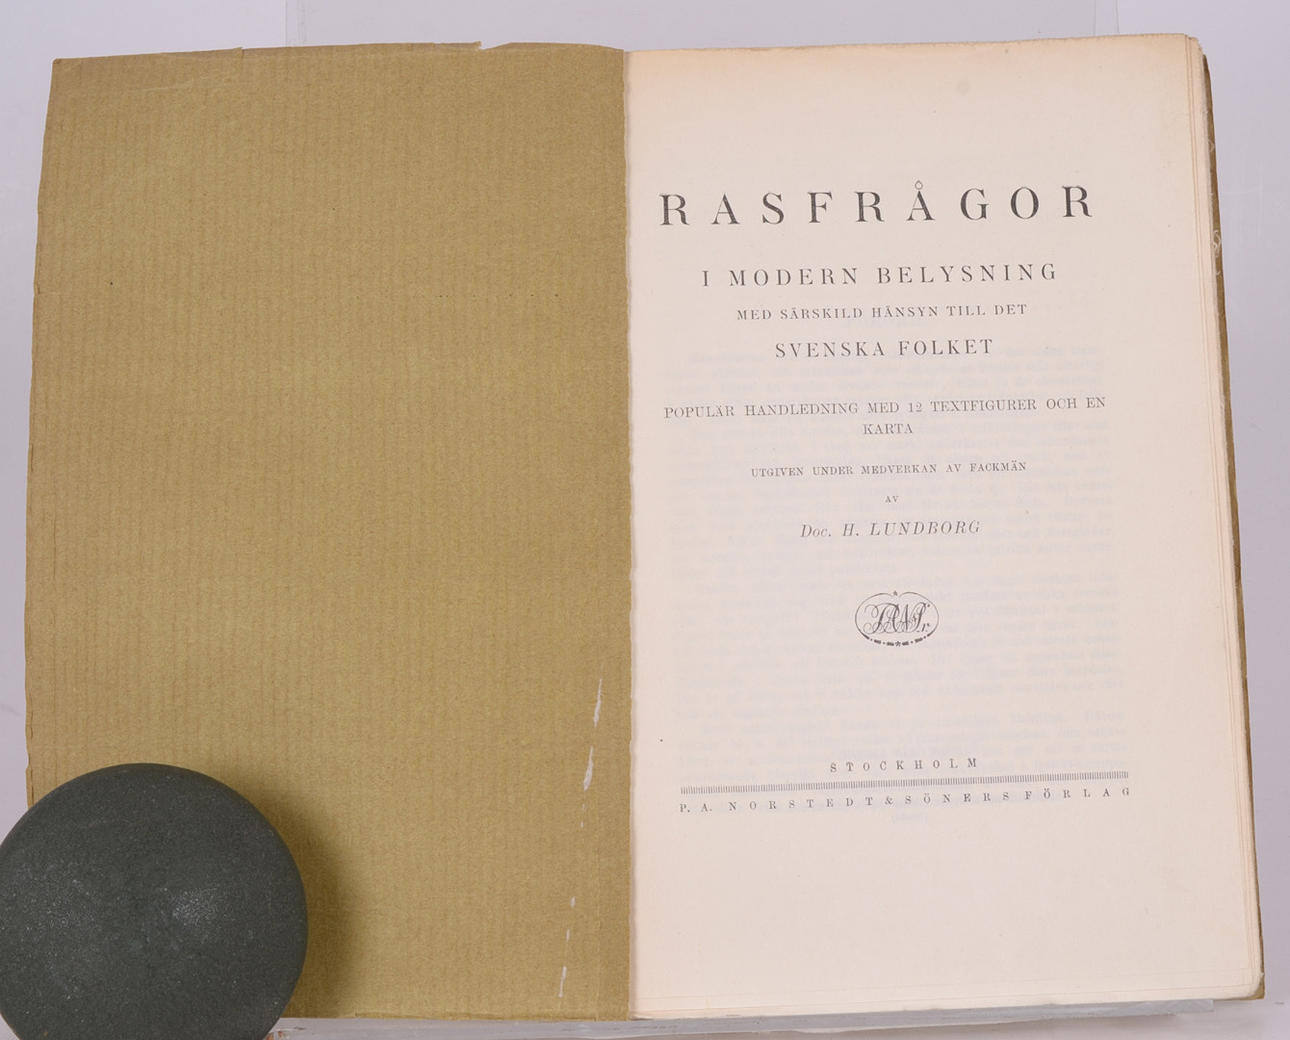 RASFRÅGOR
I MODERN BELYSNING
MED SÄRSKILD HÄNSYN TILL DET
SVENSKA FOLKET
POPULÄR HANDLEDNING MED 12 TEXTFIGURER OCH EN
KARTA
UTGIVEN UNDER MEDVERKAN AV FACKMÄN
AV
Doc. H. LUNDBORG
STOCKHOLM
P. A. NORSTEDT & SÖNERS FÖRLAG